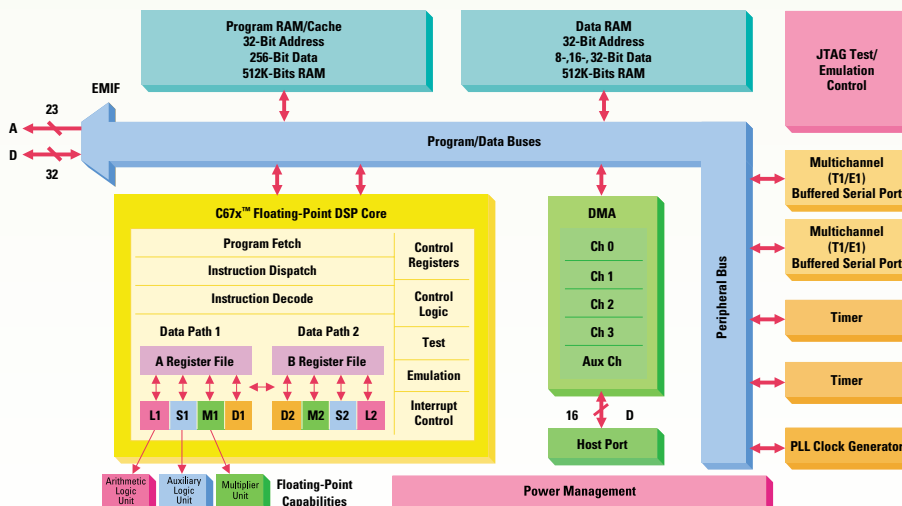 Program RAM/Cache
32-Bit Address
256-Bit Data
512K-Bits RAM
Data RAM
32-Bit Address
8-,16-,32-Bit Data
512K-Bits RAM
JTAG Test/
Emulation
Control
EMIF
23
A
D
32
Program/Data Buses
C67x™ Floating-Point DSP Core
Program Fetch
Instruction Dispatch
Instruction Decode
Control
Registers
Control
Logic
Test
Emulation
Interrupt
Control
Data Path 1
A Register File
L1 S1 M1 D1
Data Path 2
B Register File
D2 M2 S2 L2
Arithmetic
Logic
Unit
Auxiliary
Logic
Unit
Multiplier
Unit
Floating-Point
Capabilities
DMA
Ch 0
Ch 1
Ch 2
Ch 3
Aux Ch
16 D
Host Port
Peripheral Bus
Multichannel
(T1/E1)
Buffered Serial Port
Multichannel
(T1/E1)
Buffered Serial Port
Timer
Timer
PLL Clock Generator
Power Management